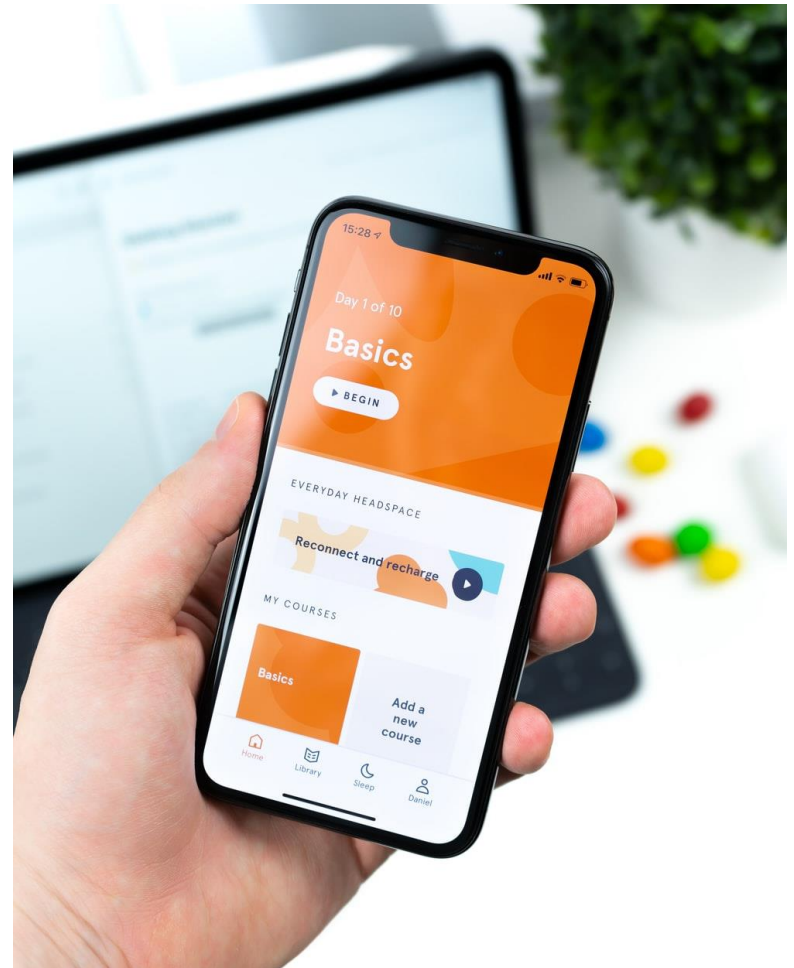 15:28
Day 1 of 10
Basics
BEGIN
EVERYDAY HEADSPACE
Reconnect and recharge
MY COURSES
Basics
Add a
new
course
Home
Library
Sleep
Daniel